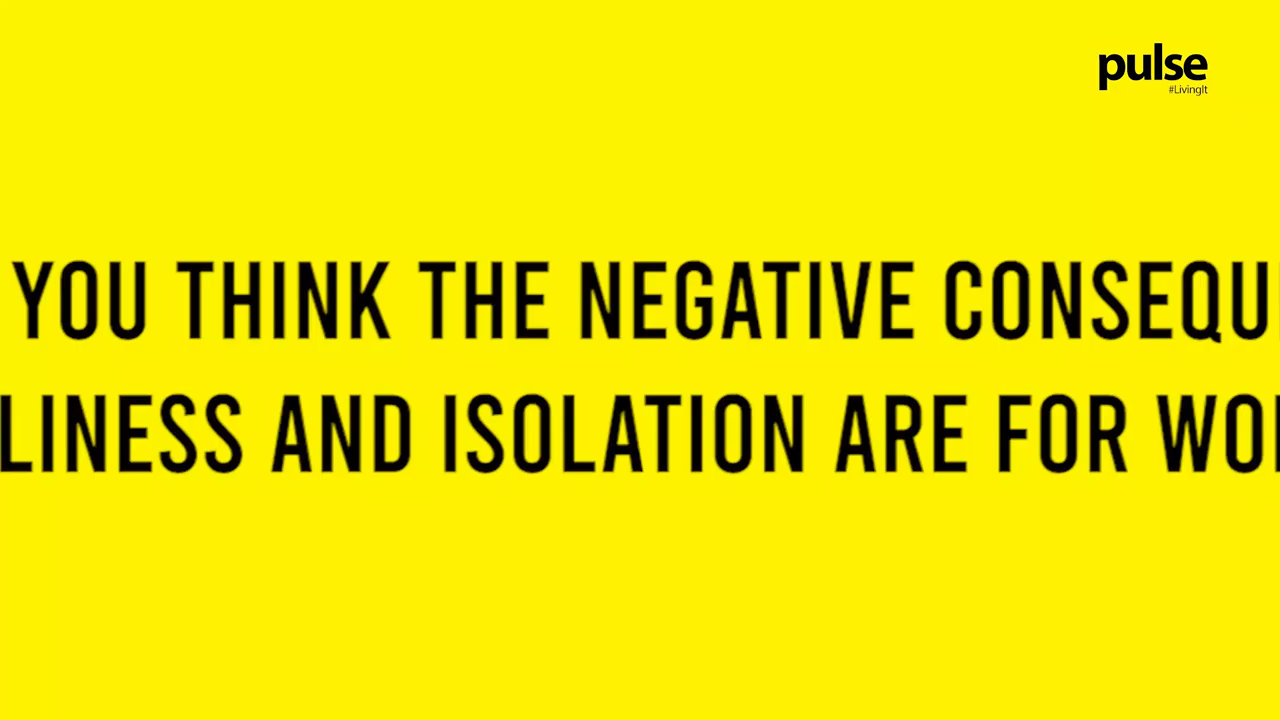 pulse
#LivingIt
YOU THINK THE NEGATIVE CONSEQU
LINESS AND ISOLATION ARE FOR WO